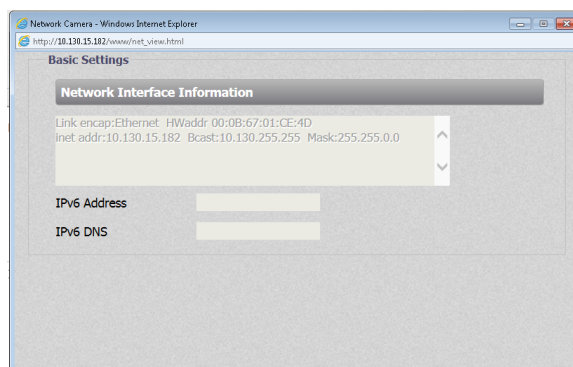 Network Camera - Windows Internet Explorer
http://10.130.15.182/www/net_view.html
Basic Settings
Network Interface Information
Link encap:Ethernet HWaddr 00:0B:67:01:CE:4D
inet addr:10.130.15.182 Bcast:10.130.255.255 Mask:255.255.0.0
IPv6 Address
IPv6 DNS